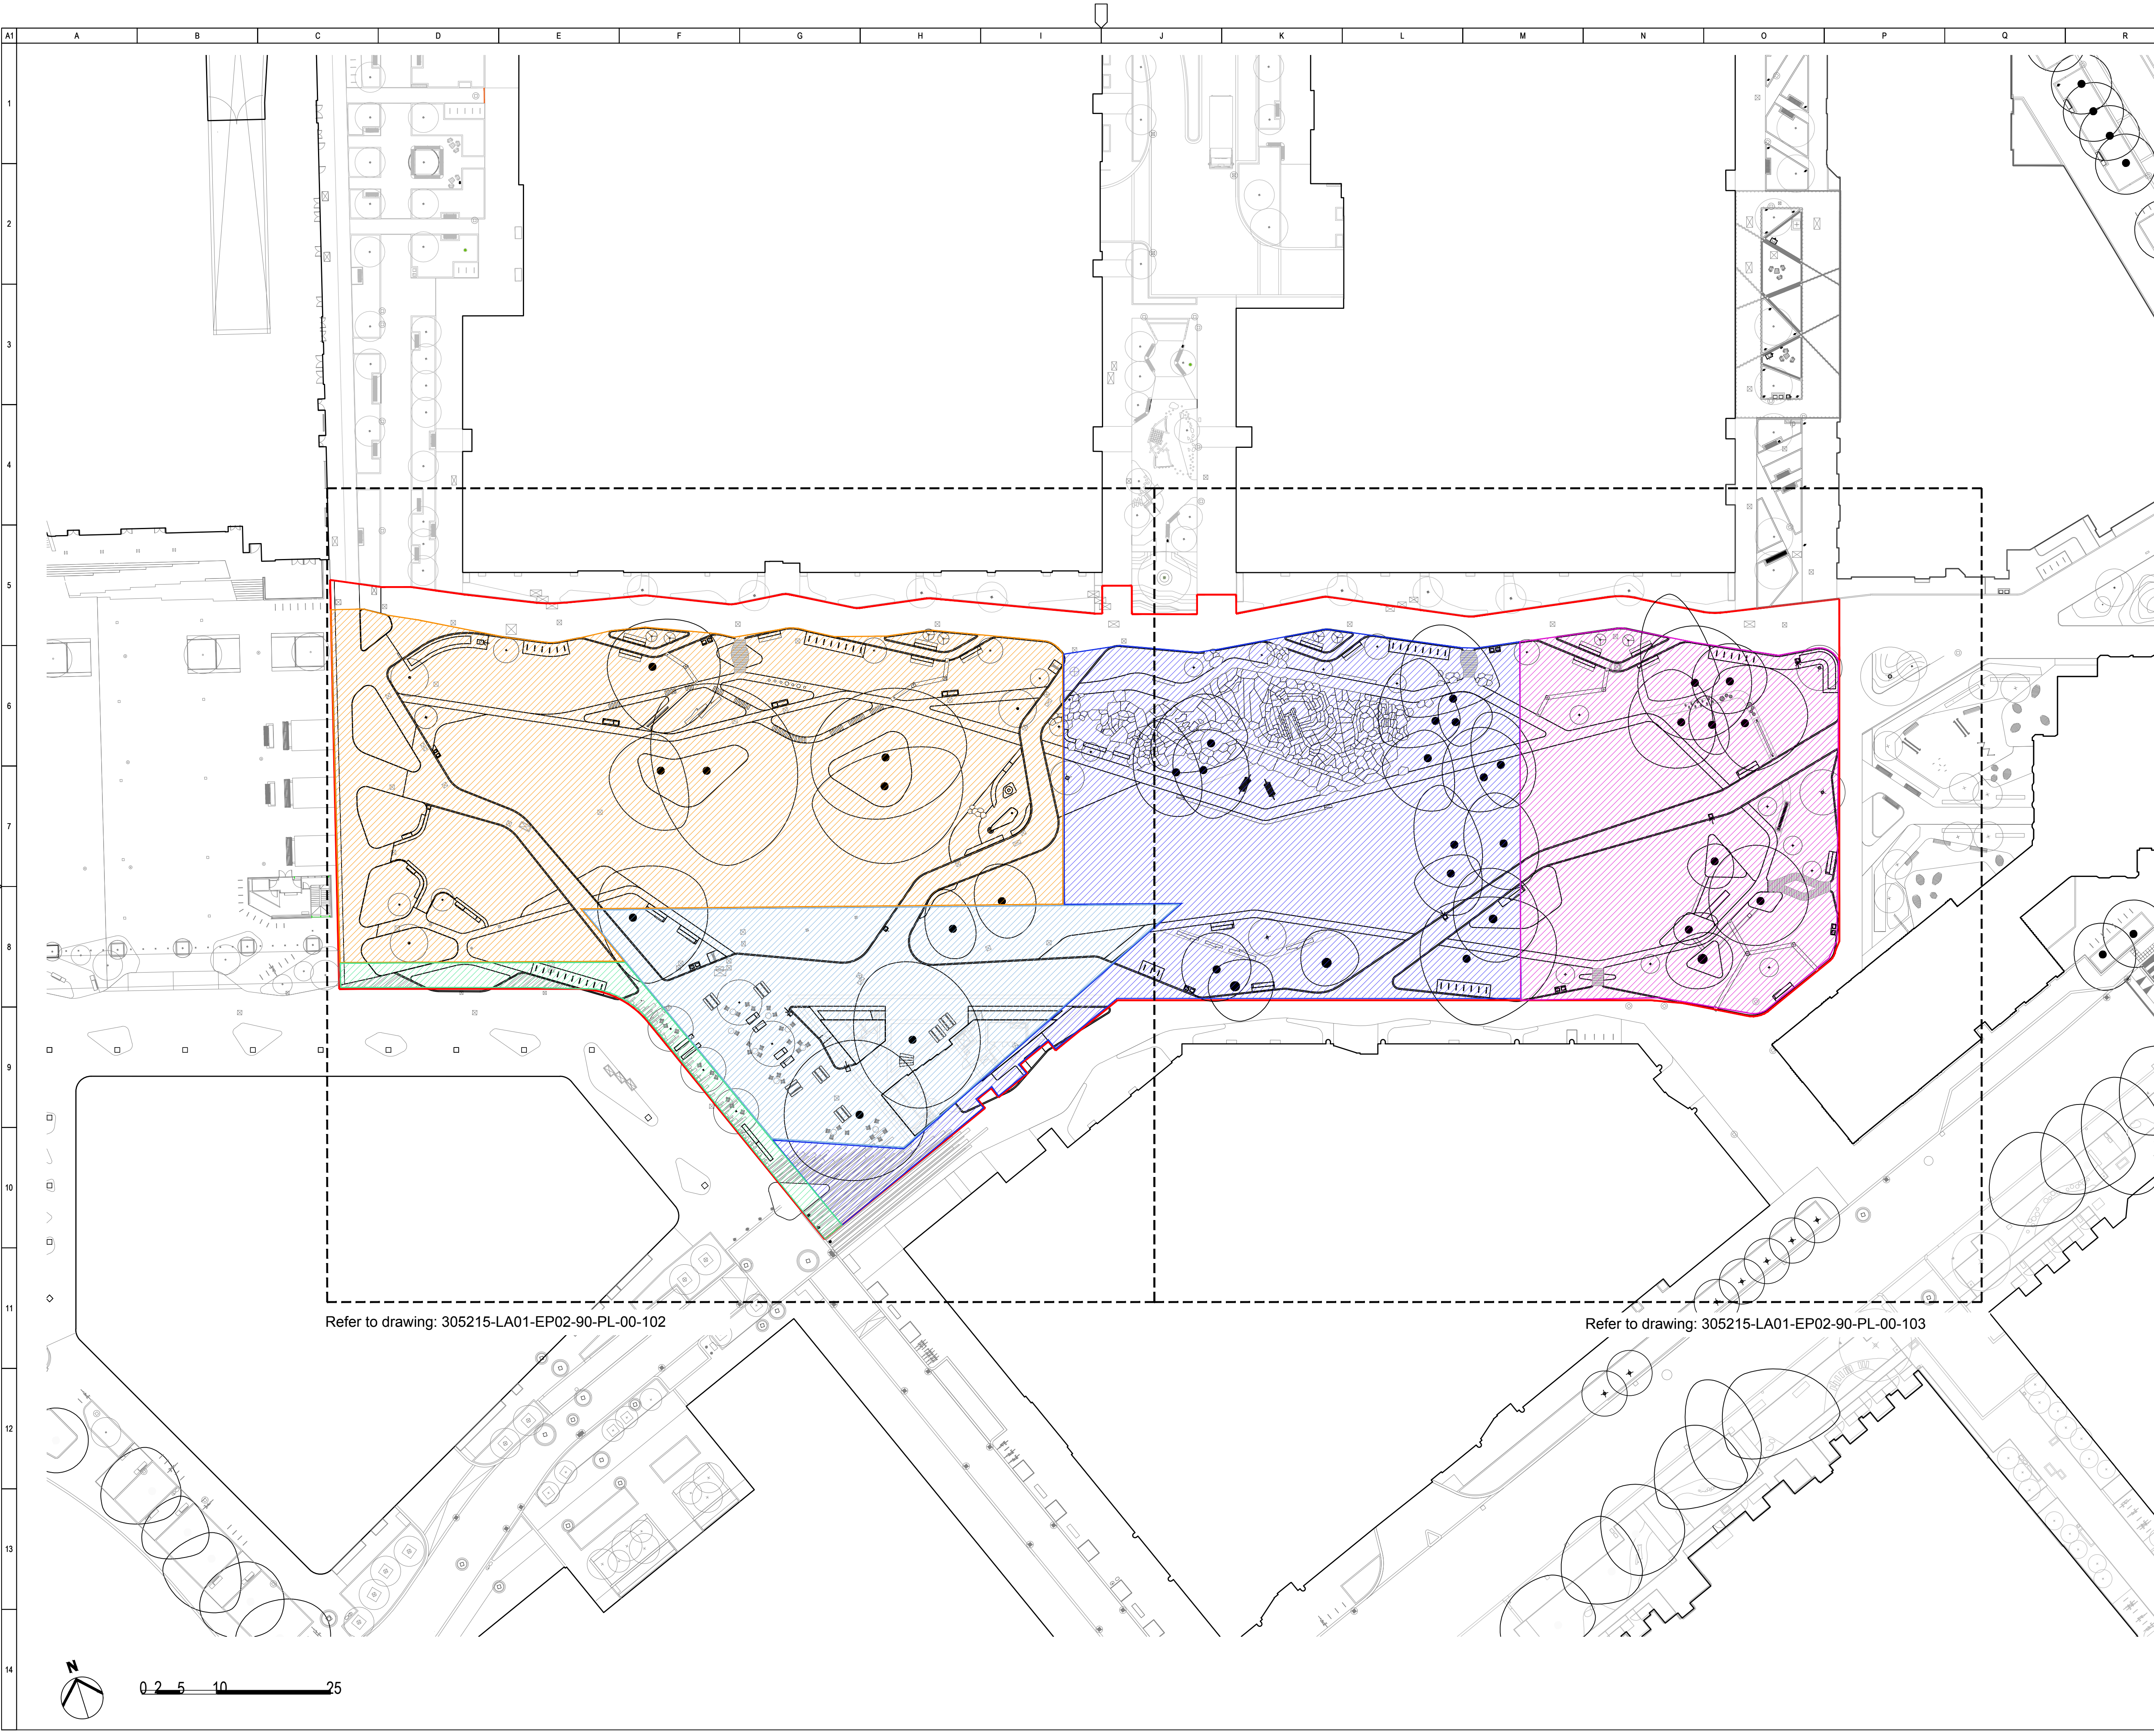 A1 A B C D E F G H I J K L M N O P Q R
1
2
3
4
5
6
7
8
9
10
11
Refer to drawing: 305215-LA01-EP02-90-PL-00-102
Refer to drawing: 305215-LA01-EP02-90-PL-00-103
12
13
14
N
0 2 5 10 25